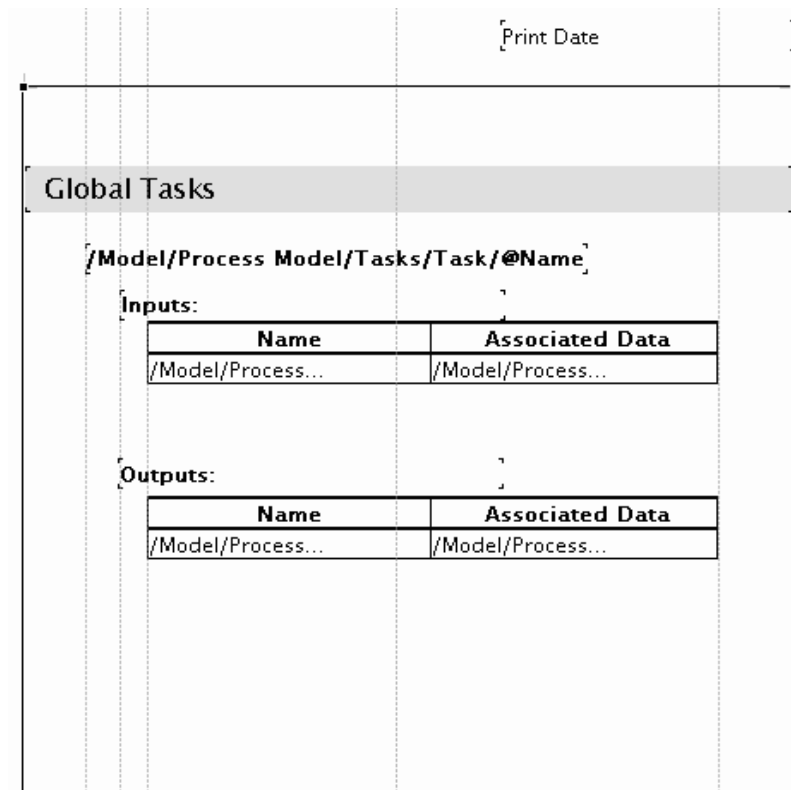 Print Date
Global Tasks
/Model/Process Model/Tasks/Task/@Name
Inputs:
Name Associated Data
/Model/Process... /Model/Process...
Outputs:
Name Associated Data
/Model/Process... /Model/Process...